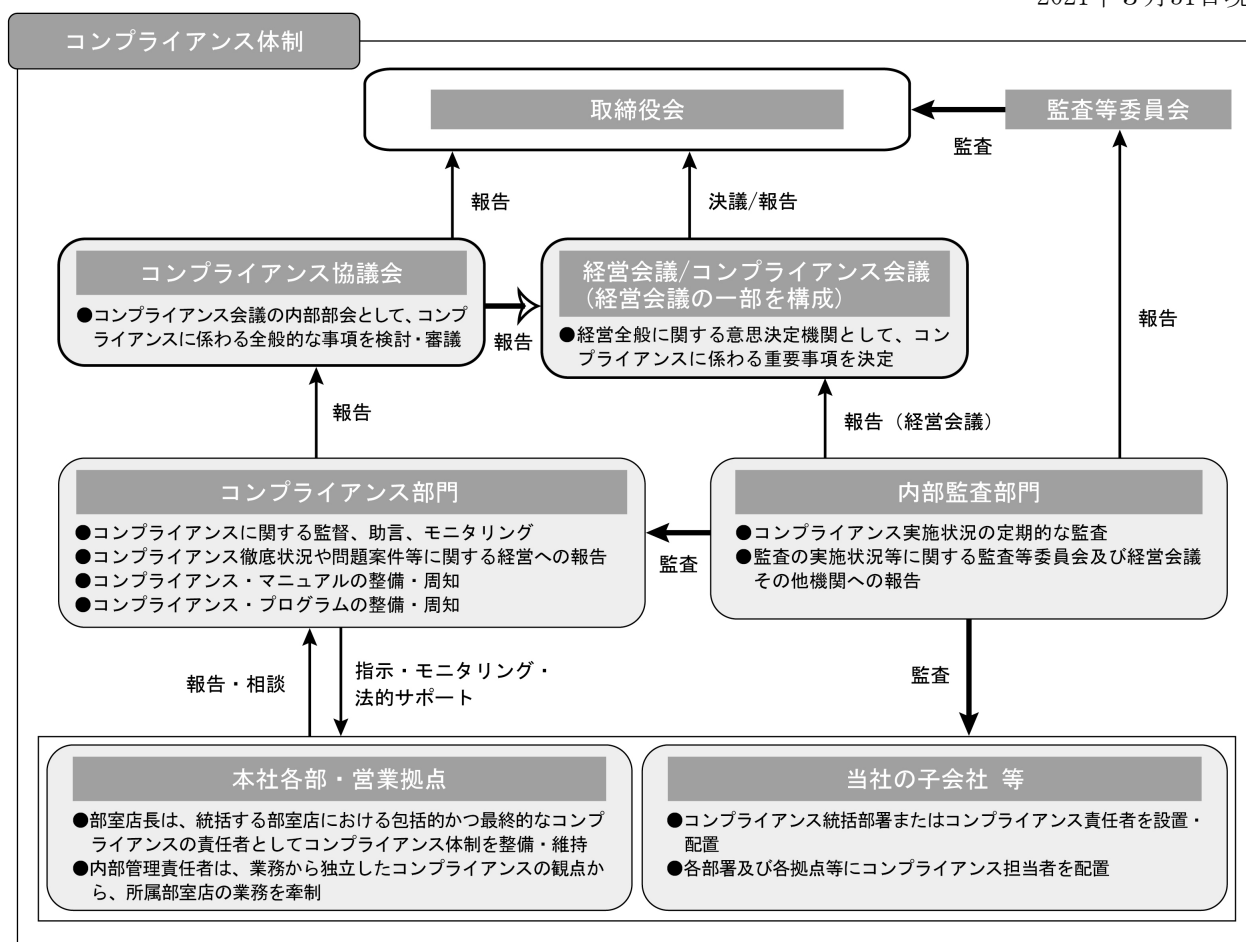 2021年3月31日現
コンプライアンス体制
取締役会
監査等委員会
監査
報告
決議/報告
コンプライアンス協議会
●コンプライアンス会議の内部部会として、コンプ
ライアンスに係わる全般的な事項を検討・審議
報告
経営会議/コンプライアンス会議
(経営会議の一部を構成)
●経営全般に関する意思決定機関として、コン
プライアンスに係わる重要事項を決定
報告
報告
報告(経営会議)
コンプライアンス部門
●コンプライアンスに関する監督、助言、モニタリング
●コンプライアンス徹底状況や問題案件等に関する経営への報告
●コンプライアンス・マニュアルの整備・周知
●コンプライアンス・プログラムの整備・周知
監査
内部監査部門
●コンプライアンス実施状況の定期的な監査
●監査の実施状況等に関する監査等委員会及び経営会議
その他機関への報告
報告・相談
指示・モニタリング・
法的サポート
監査
本社各部・営業拠点
●部室店長は、統括する部室店における包括的かつ最終的なコンプ
ライアンスの責任者としてコンプライアンス体制を整備・維持
●内部管理責任者は、業務から独立したコンプライアンスの観点か
ら、所属部室店の業務を牽制
当社の子会社 等
●コンプライアンス統括部署またはコンプライアンス責任者を設置・
配置
●各部署及び各拠点等にコンプライアンス担当者を配置